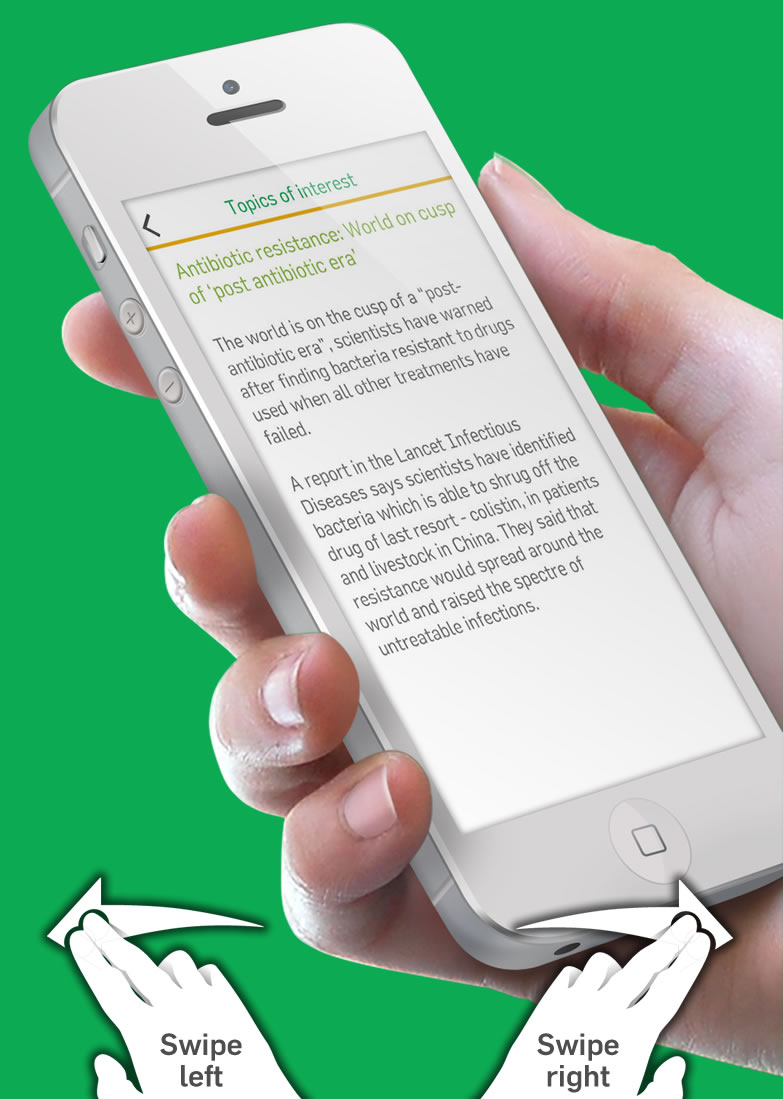 Topics of interest
Antibiotic resistance: World on cusp
of ‘post antibiotic era’
The world is on the cusp of a “post-
antibiotic era” , scientists have warned
after finding bacteria resistant to drugs
used when all other treatments have
failed.
A report in the Lancet Infectious
Diseases says scientists have identified
bacteria which is able to shrug off the
drug of last resort - colistin, in patients
and livestock in China. They said that
resistance would spread around the
world and raised the spectre of
untreatable infections.
Swipe
left
Swipe
right